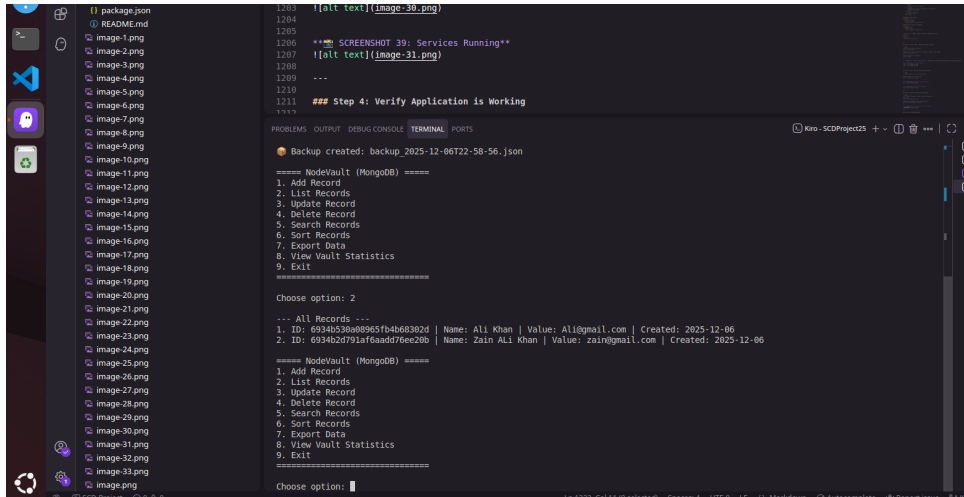 {} package.json
README.md
image-1.png
image-2.png
image-3.png
image-4.png
image-5.png
image-6.png
image-7.png
image-8.png
image-9.png
image-10.png
image-11.png
image-12.png
image-13.png
image-14.png
image-15.png
image-16.png
image-17.png
image-18.png
image-19.png
image-20.png
image-21.png
image-22.png
image-23.png
image-24.png
image-25.png
image-26.png
image-27.png
image-28.png
image-29.png
image-30.png
image-31.png
image-32.png
image-33.png
image.png
1203 ![alt text](image-30.png)
1204
1205
1206 **📸 SCREENSHOT 39: Services Running**
1207 ![alt text](image-31.png)
1208
1209 ---
1210
1211 ### Step 4: Verify Application is Working
1212
PROBLEMS OUTPUT DEBUG CONSOLE TERMINAL PORTS
Kiro - SCDProject25
📦 Backup created: backup_2025-12-06T22-58-56.json
===== NodeVault (MongoDB) =====
1. Add Record
2. List Records
3. Update Record
4. Delete Record
5. Search Records
6. Sort Records
7. Export Data
8. View Vault Statistics
9. Exit
===============================
Choose option: 2
--- All Records ---
1. ID: 6934b530a08965fb4b68302d | Name: Ali Khan | Value: Ali@gmail.com | Created: 2025-12-06
2. ID: 6934b2d791af6aadd76ee20b | Name: Zain ALi Khan | Value: zain@gmail.com | Created: 2025-12-06
===== NodeVault (MongoDB) =====
1. Add Record
2. List Records
3. Update Record
4. Delete Record
5. Search Records
6. Sort Records
7. Export Data
8. View Vault Statistics
9. Exit
===============================
Choose option: